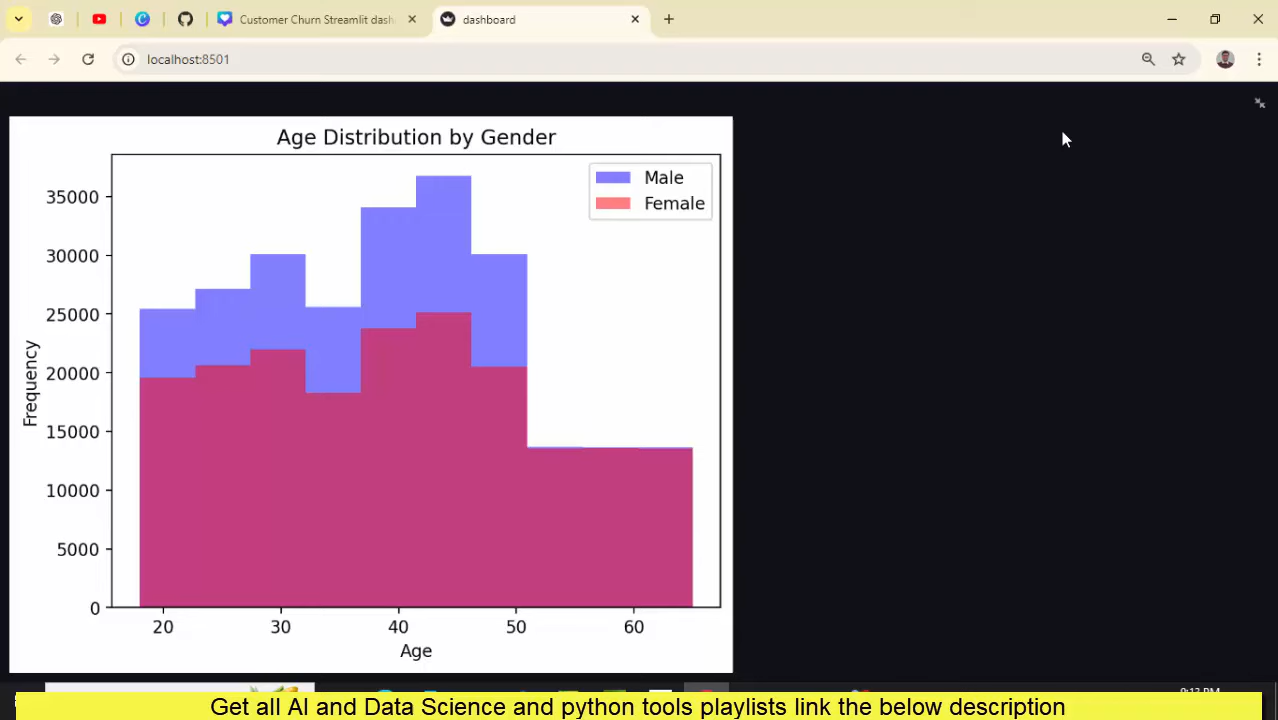 Customer Churn Streamlit dash
dashboard
localhost:8501
Age Distribution by Gender
Male
Female
35000
30000
25000
20000
15000
10000
5000
0
Frequency
20 30 40 50 60
Age
Get all AI and Data Science and python tools playlists link the below description